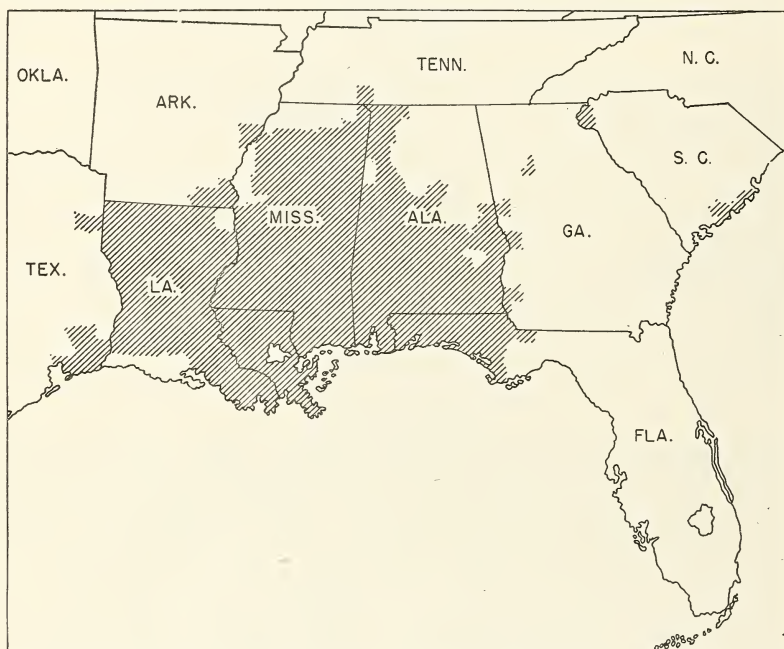 OKLA.
ARK.
TENN.
N. C.
S. C.
TEX.
LA.
MISS.
ALA.
GA.
FLA.